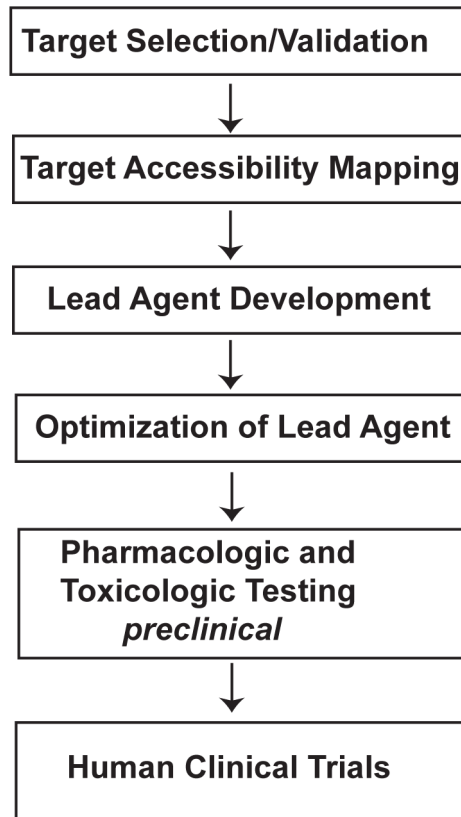 Target Selection/Validation
Target Accessibility Mapping
Lead Agent Development
Optimization of Lead Agent
Pharmacologic and
Toxicologic Testing
preclinical
Human Clinical Trials